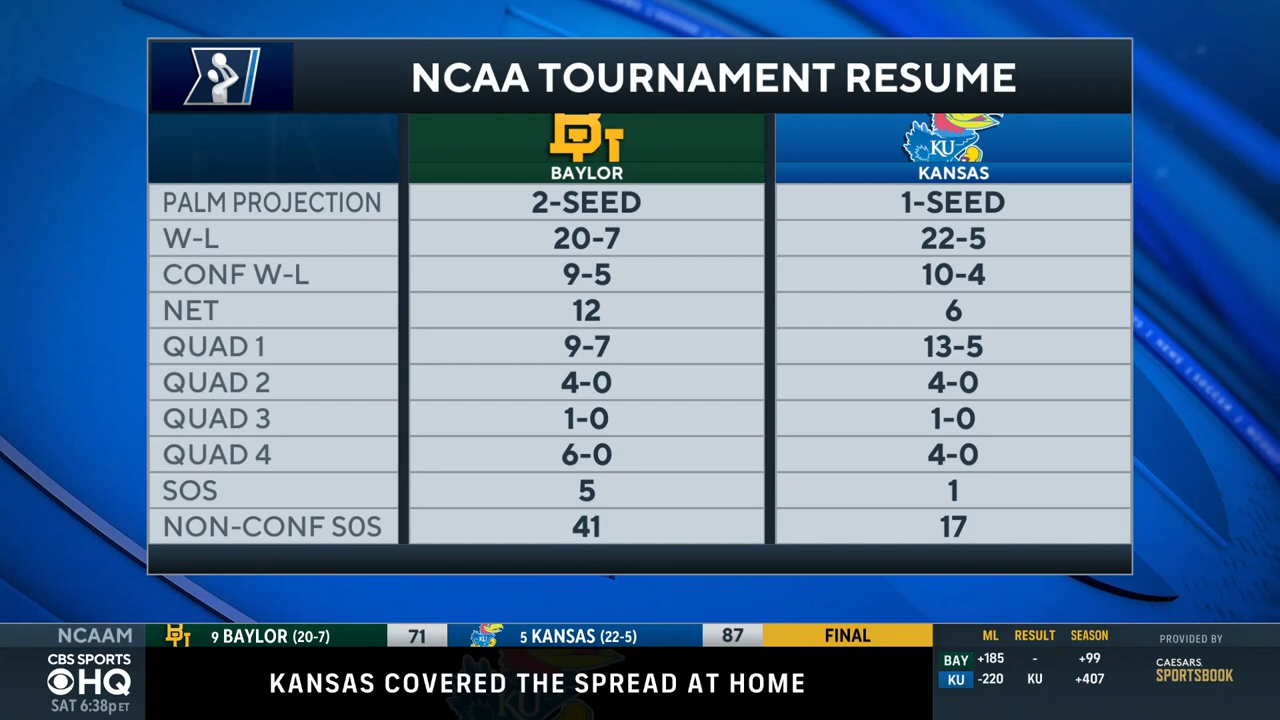 NCAA TOURNAMENT RESUME
BAYLOR KANSAS
PALM PROJECTION 2-SEED 1-SEED
W-L 20-7 22-5
CONF W-L 9-5 10-4
NET 12 6
QUAD 1 9-7 13-5
QUAD 2 4-0 4-0
QUAD 3 1-0 1-0
QUAD 4 6-0 4-0
SOS 5 1
NON-CONF SOS 41 17
KU
NCAAM 9 BAYLOR (20-7) 71 5 KANSAS (22-5) 87 FINAL
CBS SPORTS
HQ
SAT 6:38p ET
KANSAS COVERED THE SPREAD AT HOME
ML RESULT SEASON
BAY +185 - +99
KU -220 KU +407
PROVIDED BY
CAESARS
SPORTSBOOK
NEWS | SOCCER